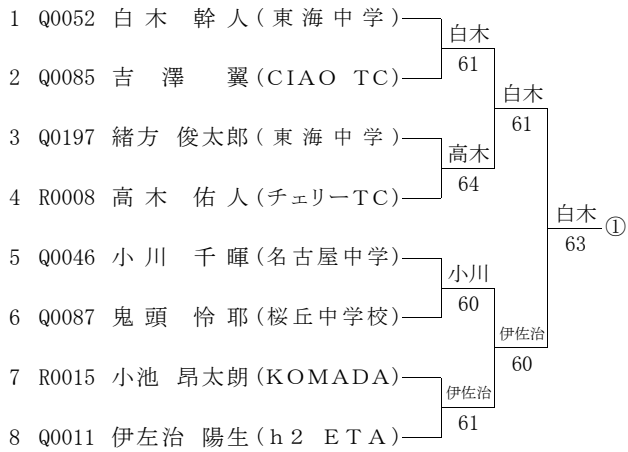 1 Q0052 白木 幹人(東海中学)
白木
61
2 Q0085 吉澤 翼(CIAO TC)
白木
61
3 Q0197 緒方 俊太郎(東海中学)
高木
64
4 R0008 高木 佑人(チェリーTC)
白木 ①
63
5 Q0046 小川 千暉(名古屋中学)
小川
60
6 Q0087 鬼頭 怜耶(桜丘中学校)
伊佐治
60
7 R0015 小池 昂太朗(KOMADA)
伊佐治
61
8 Q0011 伊左治 陽生(h2 ETA)